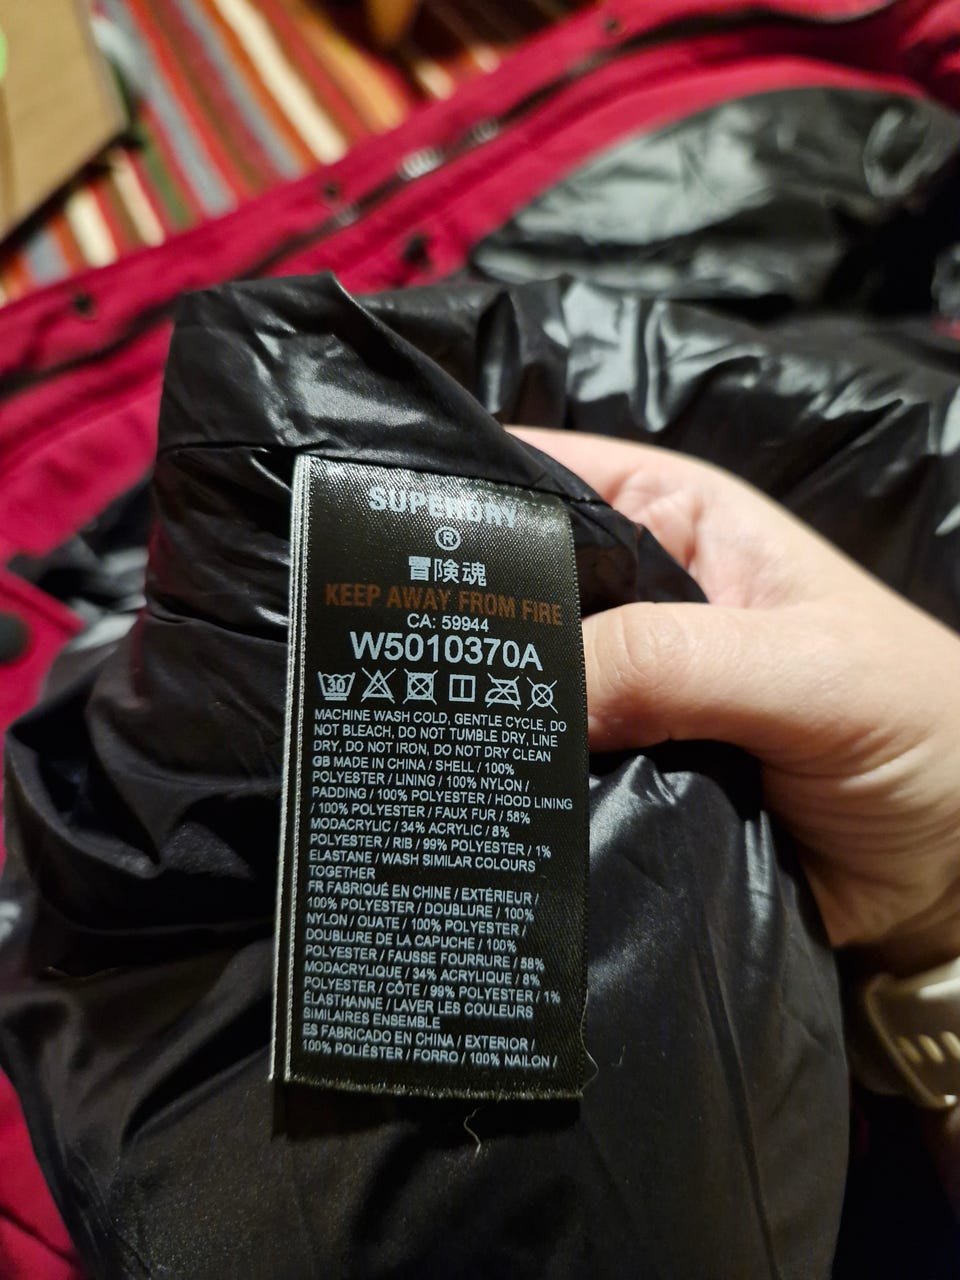 SUPERDRY
®
冒険魂
KEEP AWAY FROM FIRE
CA: 59944
W5010370A
30
MACHINE WASH COLD, GENTLE CYCLE, DO
NOT BLEACH, DO NOT TUMBLE DRY, LINE
DRY, DO NOT IRON, DO NOT DRY CLEAN
GB MADE IN CHINA / SHELL / 100%
POLYESTER / LINING / 100% NYLON /
PADDING / 100% POLYESTER / HOOD LINING
/ 100% POLYESTER / FAUX FUR / 58%
MODACRYLIC / 34% ACRYLIC / 8%
POLYESTER / RIB / 99% POLYESTER / 1%
ELASTANE / WASH SIMILAR COLOURS
TOGETHER
FR FABRIQUÉ EN CHINE / EXTÉRIEUR /
100% POLYESTER / DOUBLURE / 100%
NYLON / OUATE / 100% POLYESTER /
DOUBLURE DE LA CAPUCHE / 100%
POLYESTER / FAUSSE FOURRURE / 58%
MODACRYLIQUE / 34% ACRYLIQUE / 8%
POLYESTER / CÔTE / 99% POLYESTER / 1%
ÉLASTHANNE / LAVER LES COULEURS
SIMILAIRES ENSEMBLE
ES FABRICADO EN CHINA / EXTERIOR /
100% POLIÉSTER / FORRO / 100% NAILON /